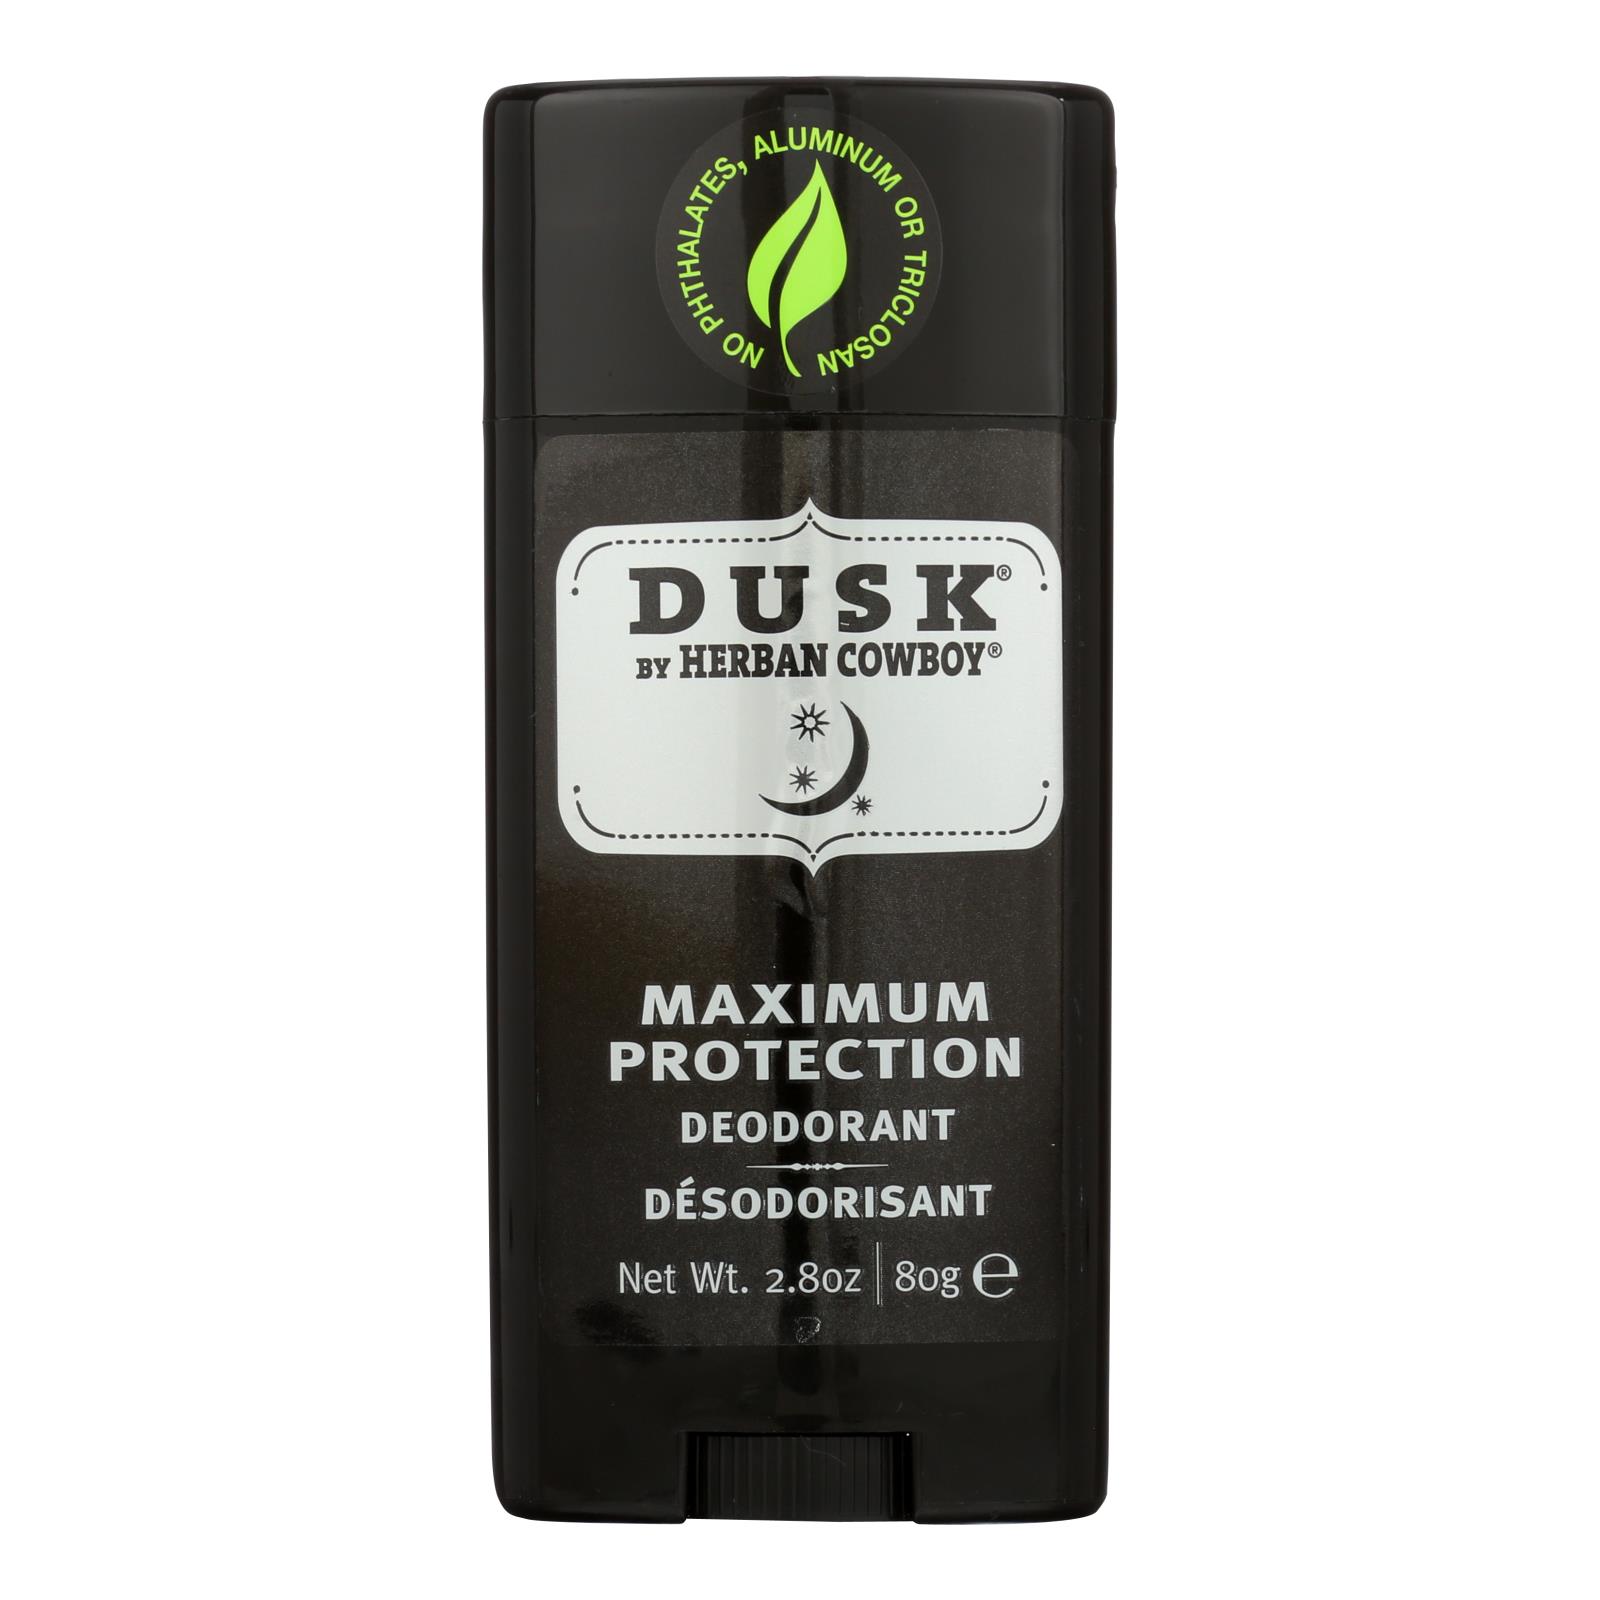 NO PHTHALATES, ALUMINUM OR TRICLOSAN
DUSK®
BY HERBAN COWBOY®
MAXIMUM
PROTECTION
DEODORANT
DÉSODORISANT
Net Wt. 2.8oz | 80g ℮